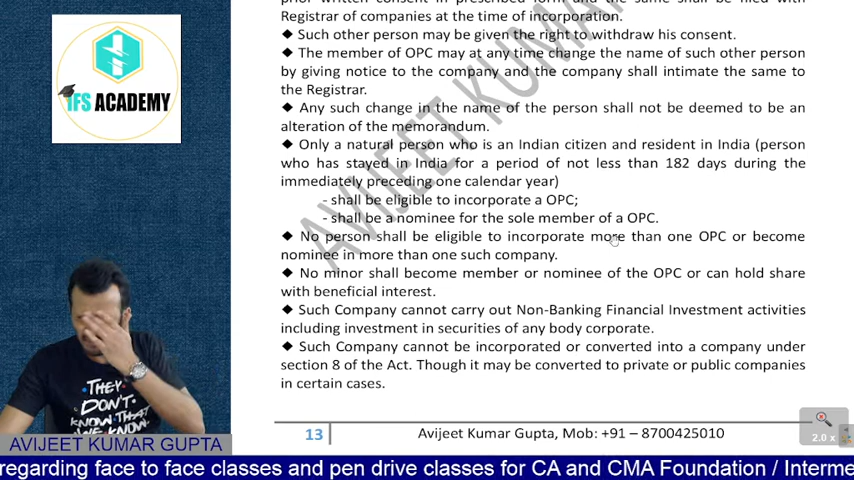 prior written consent in prescribed form and the same shall be filed with
Registrar of companies at the time of incorporation.
◆ Such other person may be given the right to withdraw his consent.
◆ The member of OPC may at any time change the name of such other person
by giving notice to the company and the company shall intimate the same to
the Registrar.
◆ Any such change in the name of the person shall not be deemed to be an
alteration of the memorandum.
◆ Only a natural person who is an Indian citizen and resident in India (person
who has stayed in India for a period of not less than 182 days during the
immediately preceding one calendar year)
- shall be eligible to incorporate a OPC;
- shall be a nominee for the sole member of a OPC.
◆ No person shall be eligible to incorporate more than one OPC or become
nominee in more than one such company.
◆ No minor shall become member or nominee of the OPC or can hold share
with beneficial interest.
◆ Such Company cannot carry out Non-Banking Financial Investment activities
including investment in securities of any body corporate.
◆ Such Company cannot be incorporated or converted into a company under
section 8 of the Act. Though it may be converted to private or public companies
in certain cases.
13
Avijeet Kumar Gupta, Mob: +91 – 8700425010
AVIJEET KUMAR
IFS ACADEMY
THEY
DON'T
KNOW THAT
WE KNOW
AVIJEET KUMAR GUPTA
2.0 x
regarding face to face classes and pen drive classes for CA and CMA Foundation / Interme